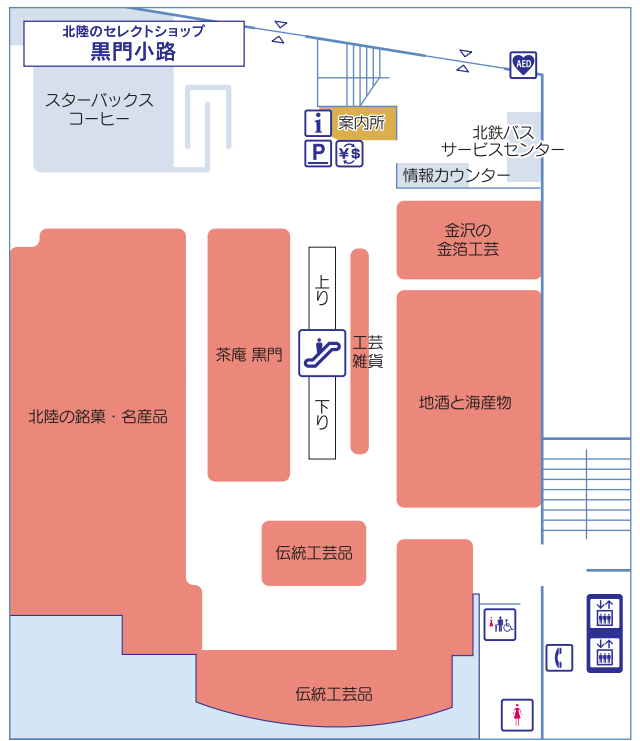 北陸のセレクトショップ
黒門小路
AED
スターバックス
コーヒー
i
案内所
P
¥$
北鉄バス
サービスセンター
情報カウンター
金沢の
金箔工芸
上り
茶庵 黒門
工芸
雑貨
下り
北陸の銘菓・名産品
地酒と海産物
伝統工芸品
伝統工芸品